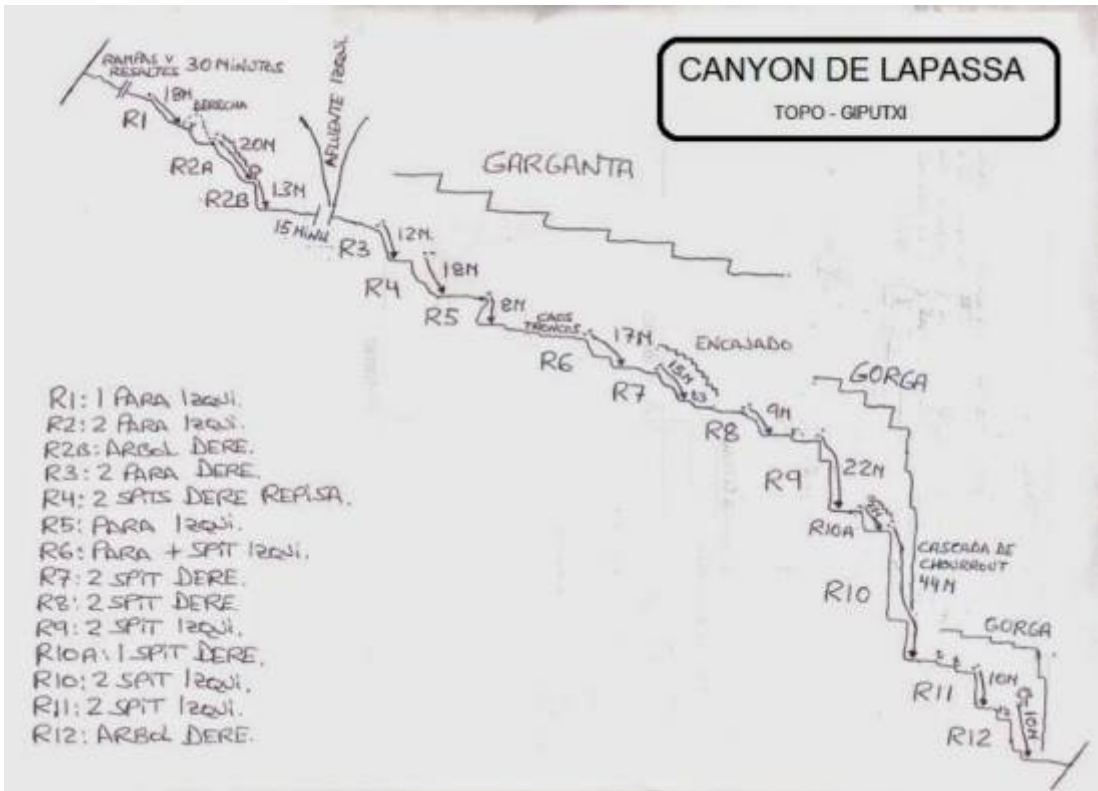 CANYON DE LAPASSA
TOPO - GIPUTXI
RAMPAS Y
RESALTES 30 MINUTOS
AFLUENTE IZQUI.
18M
DERECHA
R1
20M
R2A
R2B
13M
15 MINU.
GARGANTA
R3
12M.
R4
18M
R5
8M
CAOS
TRONCOS
R6
17M
ENCAJADO
R7
15M
R8
9M
GORGA
R9
22M
R10A
CASCADA DE
CHOURROUT
44M
R10
GORGA
R11
10M
R12
10M
R1: 1 PARA IZQUI.
R2: 2 PARA IZQUI.
R2B: ARBOL DERE.
R3: 2 PARA DERE.
R4: 2 SPITS DERE REPISA.
R5: PARA IZQUI.
R6: PARA + SPIT IZQUI.
R7: 2 SPIT DERE.
R8: 2 SPIT DERE
R9: 2 SPIT IZQUI.
R10A: 1 SPIT DERE.
R10: 2 SPIT IZQUI.
R11: 2 SPIT IZQUI.
R12: ARBOL DERE.